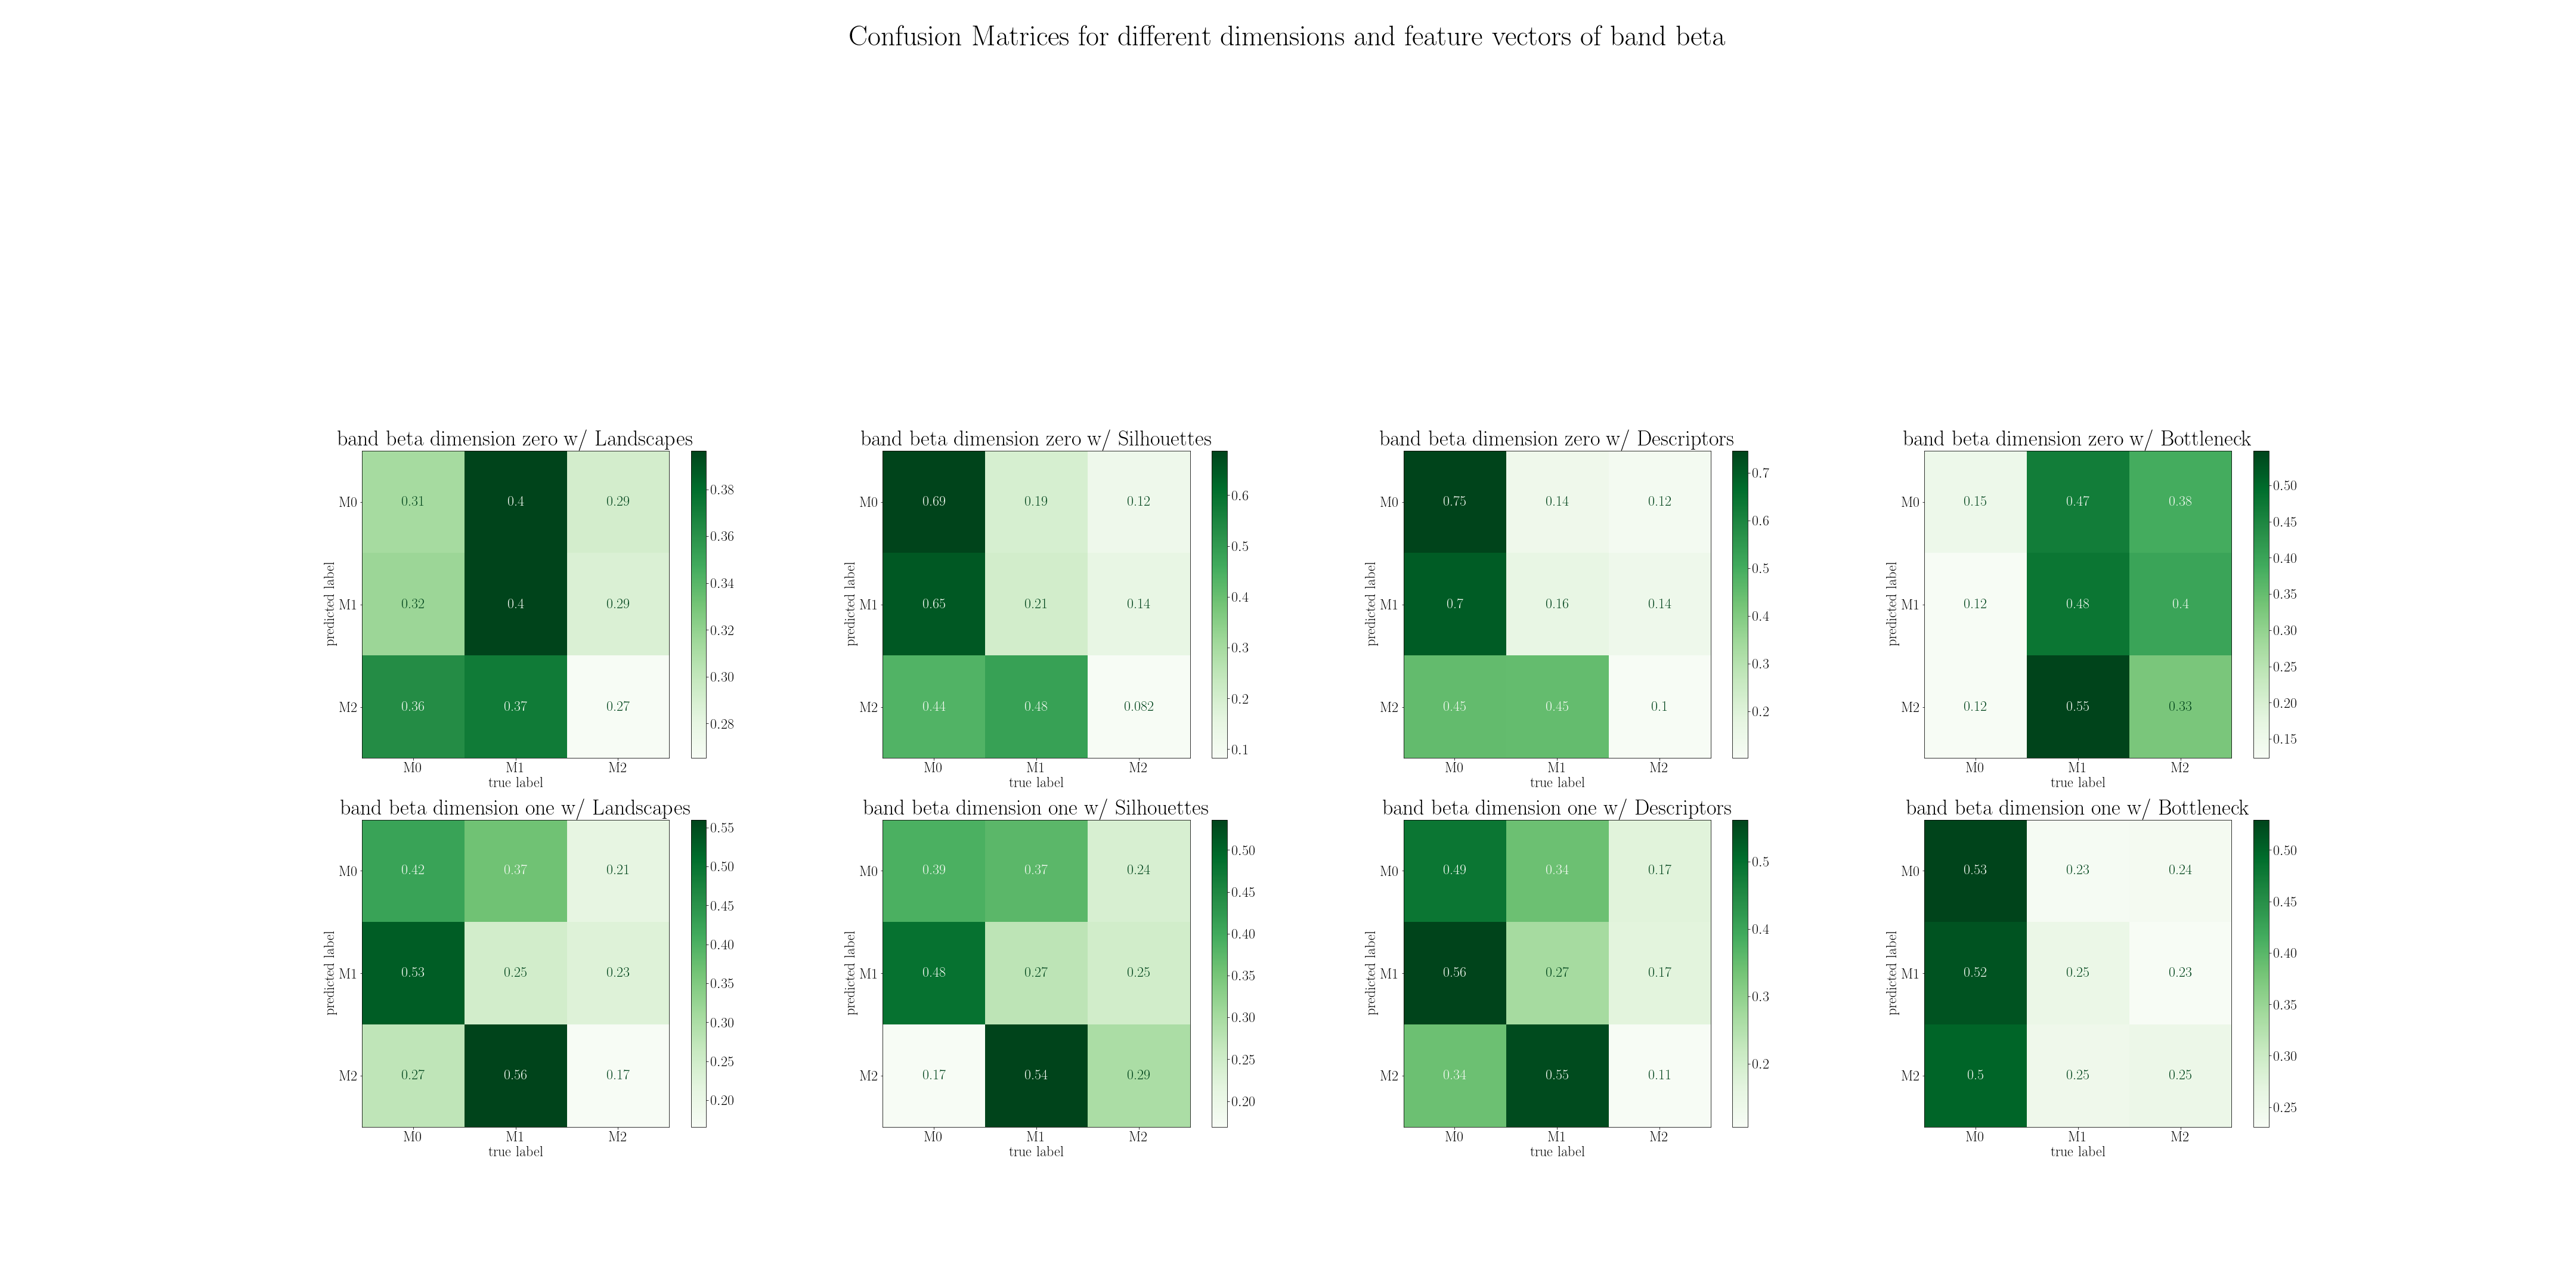 Confusion Matrices for different dimensions and feature vectors of band beta
band beta dimension zero w/ Landscapes
predicted label
M0
M1
M2
0.31 0.4 0.29
0.32 0.4 0.29
0.36 0.37 0.27
M0 M1 M2
true label
0.38
0.36
0.34
0.32
0.30
0.28
band beta dimension zero w/ Silhouettes
predicted label
M0
M1
M2
0.69 0.19 0.12
0.65 0.21 0.14
0.44 0.48 0.082
M0 M1 M2
true label
0.6
0.5
0.4
0.3
0.2
0.1
band beta dimension zero w/ Descriptors
predicted label
M0
M1
M2
0.75 0.14 0.12
0.7 0.16 0.14
0.45 0.45 0.1
M0 M1 M2
true label
0.7
0.6
0.5
0.4
0.3
0.2
band beta dimension zero w/ Bottleneck
predicted label
M0
M1
M2
0.15 0.47 0.38
0.12 0.48 0.4
0.12 0.55 0.33
M0 M1 M2
true label
0.50
0.45
0.40
0.35
0.30
0.25
0.20
0.15
band beta dimension one w/ Landscapes
predicted label
M0
M1
M2
0.42 0.37 0.21
0.53 0.25 0.23
0.27 0.56 0.17
M0 M1 M2
true label
0.55
0.50
0.45
0.40
0.35
0.30
0.25
0.20
band beta dimension one w/ Silhouettes
predicted label
M0
M1
M2
0.39 0.37 0.24
0.48 0.27 0.25
0.17 0.54 0.29
M0 M1 M2
true label
0.50
0.45
0.40
0.35
0.30
0.25
0.20
band beta dimension one w/ Descriptors
predicted label
M0
M1
M2
0.49 0.34 0.17
0.56 0.27 0.17
0.34 0.55 0.11
M0 M1 M2
true label
0.5
0.4
0.3
0.2
band beta dimension one w/ Bottleneck
predicted label
M0
M1
M2
0.53 0.23 0.24
0.52 0.25 0.23
0.5 0.25 0.25
M0 M1 M2
true label
0.50
0.45
0.40
0.35
0.30
0.25